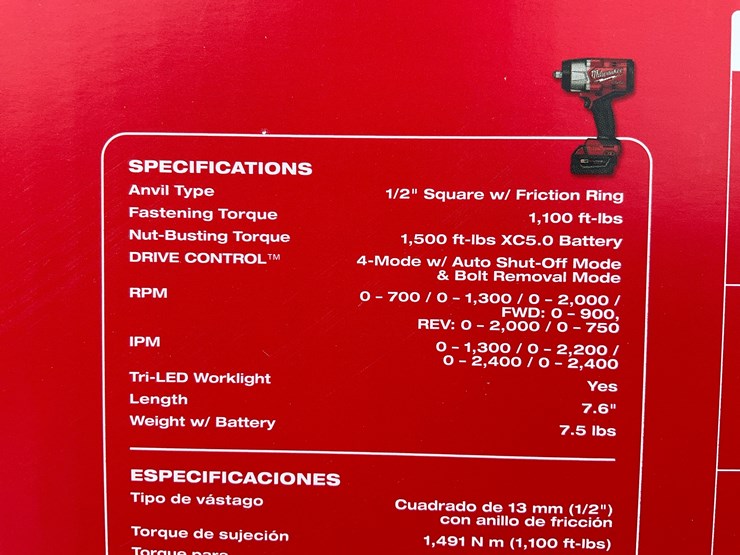 Milwaukee
SPECIFICATIONS
Anvil Type 1/2" Square w/ Friction Ring
Fastening Torque 1,100 ft-lbs
Nut-Busting Torque 1,500 ft-lbs XC5.0 Battery
DRIVE CONTROL™ 4-Mode w/ Auto Shut-Off Mode
& Bolt Removal Mode
RPM 0 – 700 / 0 – 1,300 / 0 – 2,000 /
FWD: 0 – 900,
REV: 0 – 2,000 / 0 – 750
IPM 0 – 1,300 / 0 – 2,200 /
0 – 2,400 / 0 – 2,400
Tri-LED Worklight Yes
Length 7.6"
Weight w/ Battery 7.5 lbs
ESPECIFICACIONES
Tipo de vástago Cuadrado de 13 mm (1/2")
con anillo de fricción
Torque de sujeción 1,491 N m (1,100 ft-lbs)
Torque para